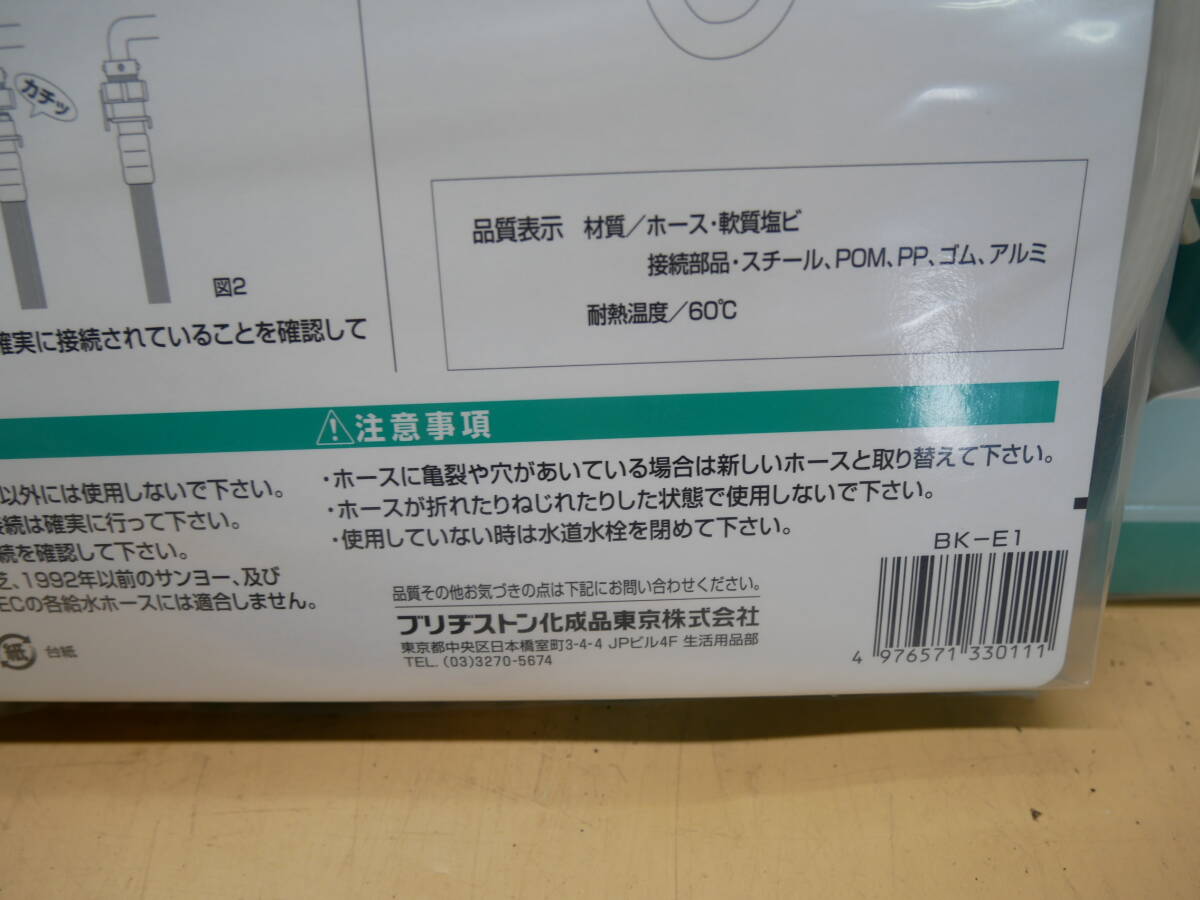 カチッ
図2
確実に接続されていることを確認して
品質表示 材質/ホース・軟質塩ビ
接続部品・スチール、POM、PP、ゴム、アルミ
耐熱温度/60℃
⚠注意事項
以外には使用しないで下さい。
接続は確実に行って下さい。
続を確認して下さい。
芝、1992年以前のサンヨー、及び
ECの各給水ホースには適合しません。
・ホースに亀裂や穴があいている場合は新しいホースと取り替えて下さい。
・ホースが折れたりねじれたりした状態で使用しないで下さい。
・使用していない時は水道水栓を閉めて下さい。
紙 台紙
品質その他お気づきの点は下記にお問い合わせください。
ブリヂストン化成品東京株式会社
東京都中央区日本橋室町3-4-4 JPビル4F 生活用品部
TEL. (03)3270-5674
BK-E1
4 976571 330111